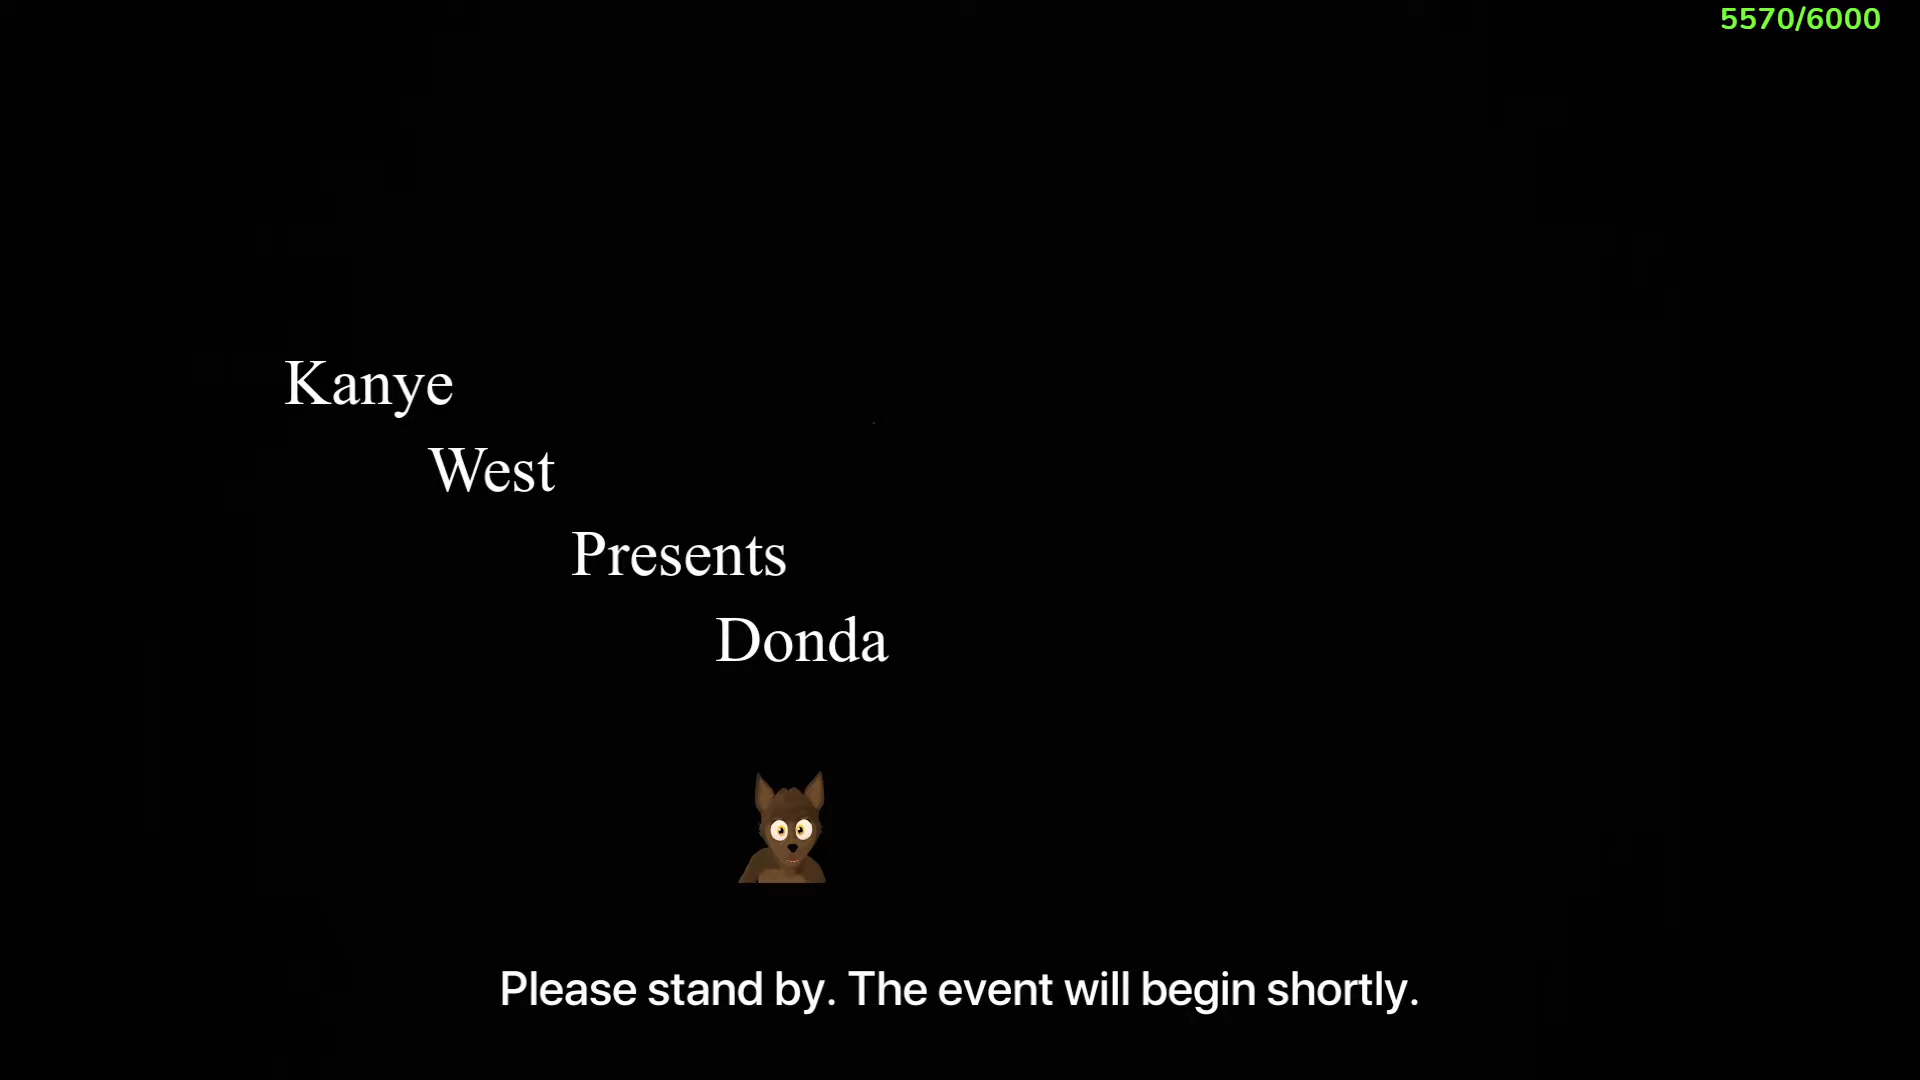 5570/6000
Kanye
West
Presents
Donda
Please stand by. The event will begin shortly.